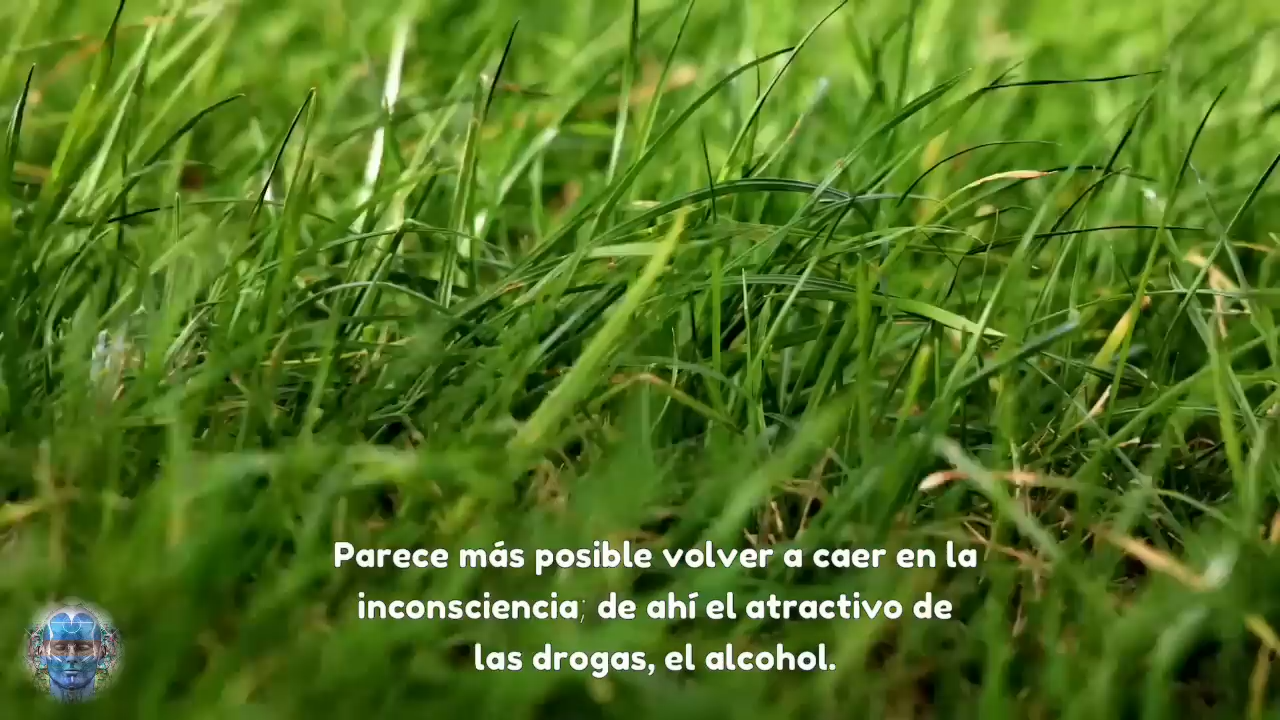 Parece más posible volver a caer en la
inconsciencia; de ahí el atractivo de
las drogas, el alcohol.